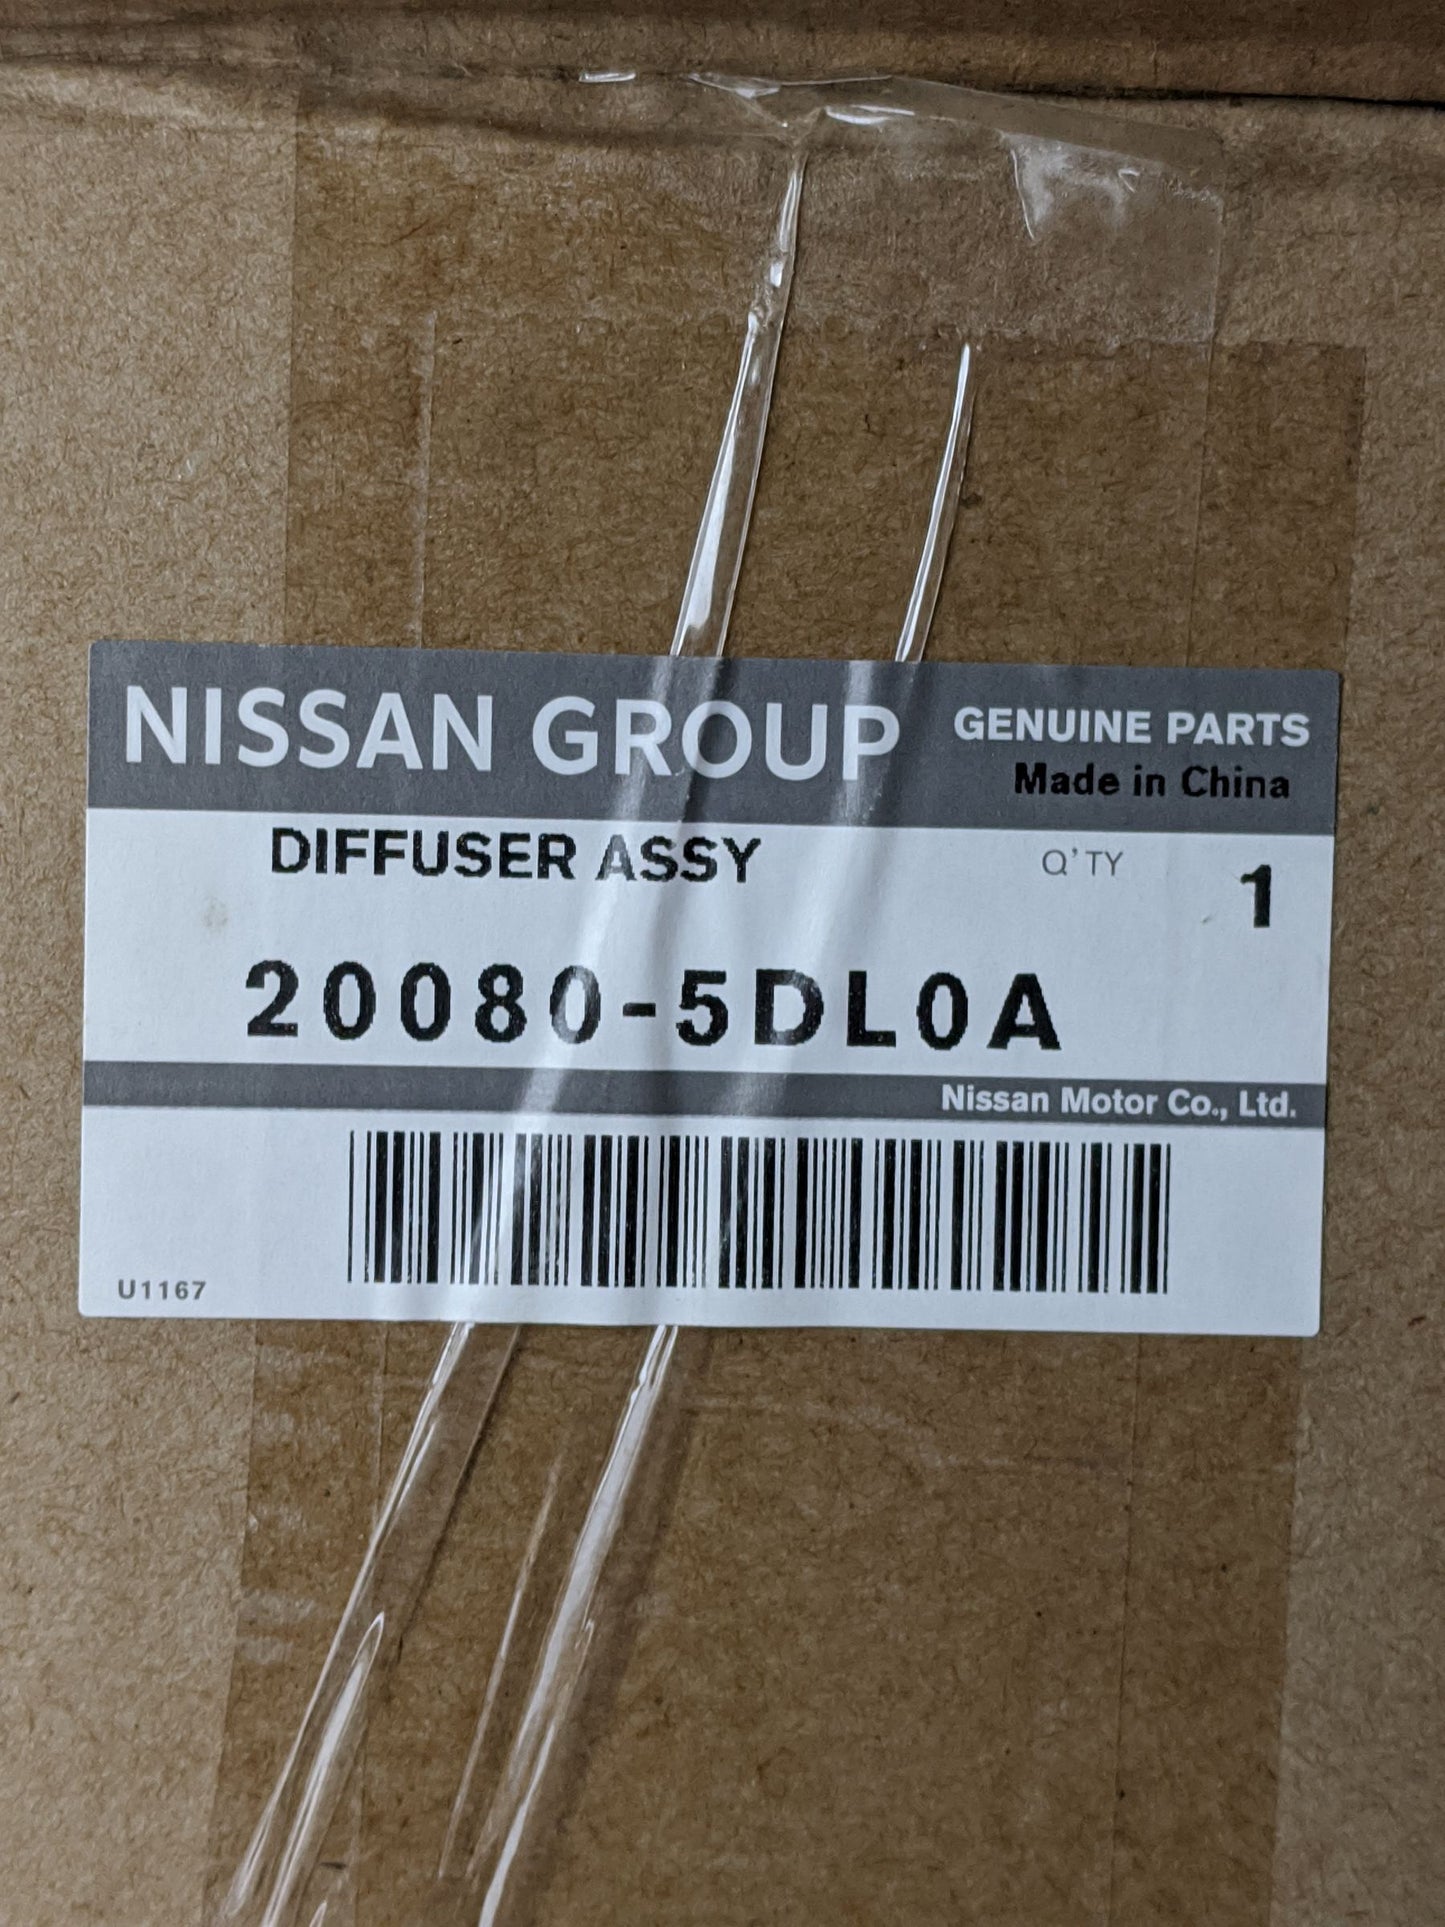 NISSAN GROUP GENUINE PARTS
Made in China
DIFFUSER ASSY Q'TY 1
20080-5DL0A
Nissan Motor Co., Ltd.
U1167